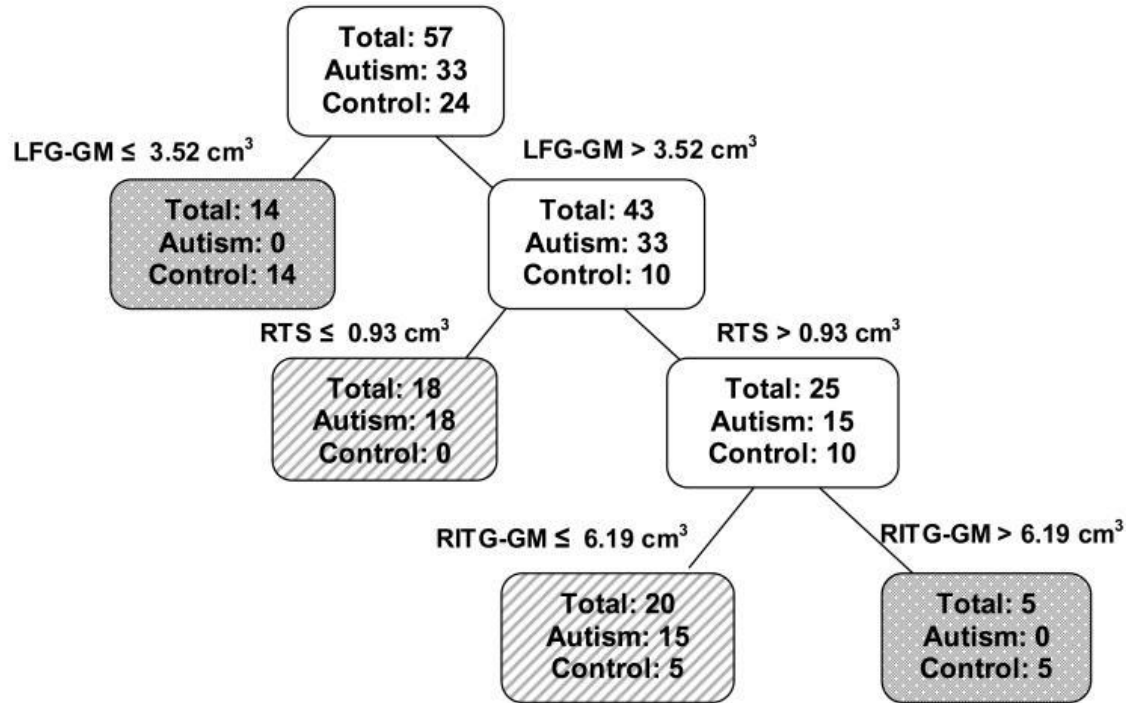 Total: 57
Autism: 33
Control: 24
LFG-GM ≤ 3.52 cm³
LFG-GM > 3.52 cm³
Total: 14
Autism: 0
Control: 14
Total: 43
Autism: 33
Control: 10
RTS ≤ 0.93 cm³
RTS > 0.93 cm³
Total: 18
Autism: 18
Control: 0
Total: 25
Autism: 15
Control: 10
RITG-GM ≤ 6.19 cm³
RITG-GM > 6.19 cm³
Total: 20
Autism: 15
Control: 5
Total: 5
Autism: 0
Control: 5